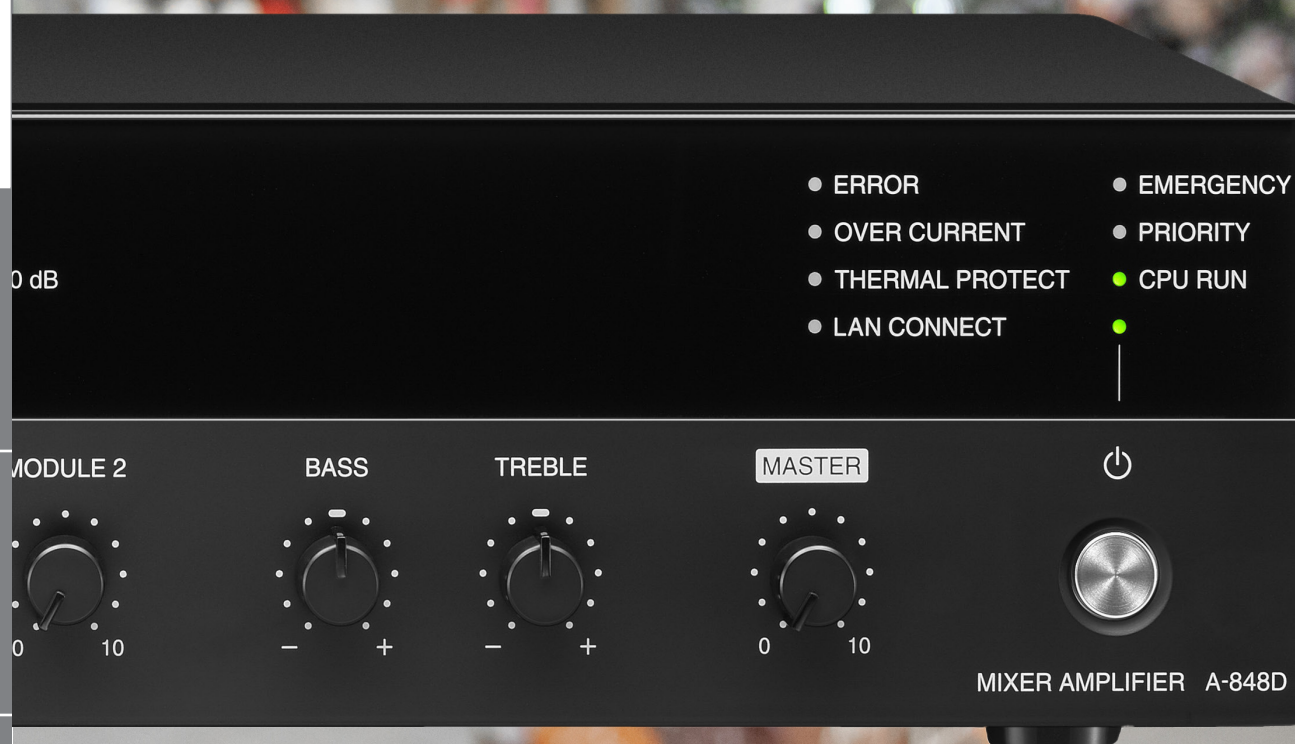 ERROR
EMERGENCY
OVER CURRENT
PRIORITY
0 dB
THERMAL PROTECT
CPU RUN
LAN CONNECT
MODULE 2
BASS
TREBLE
MASTER
0 10
− +
− +
0 10
MIXER AMPLIFIER A-848D